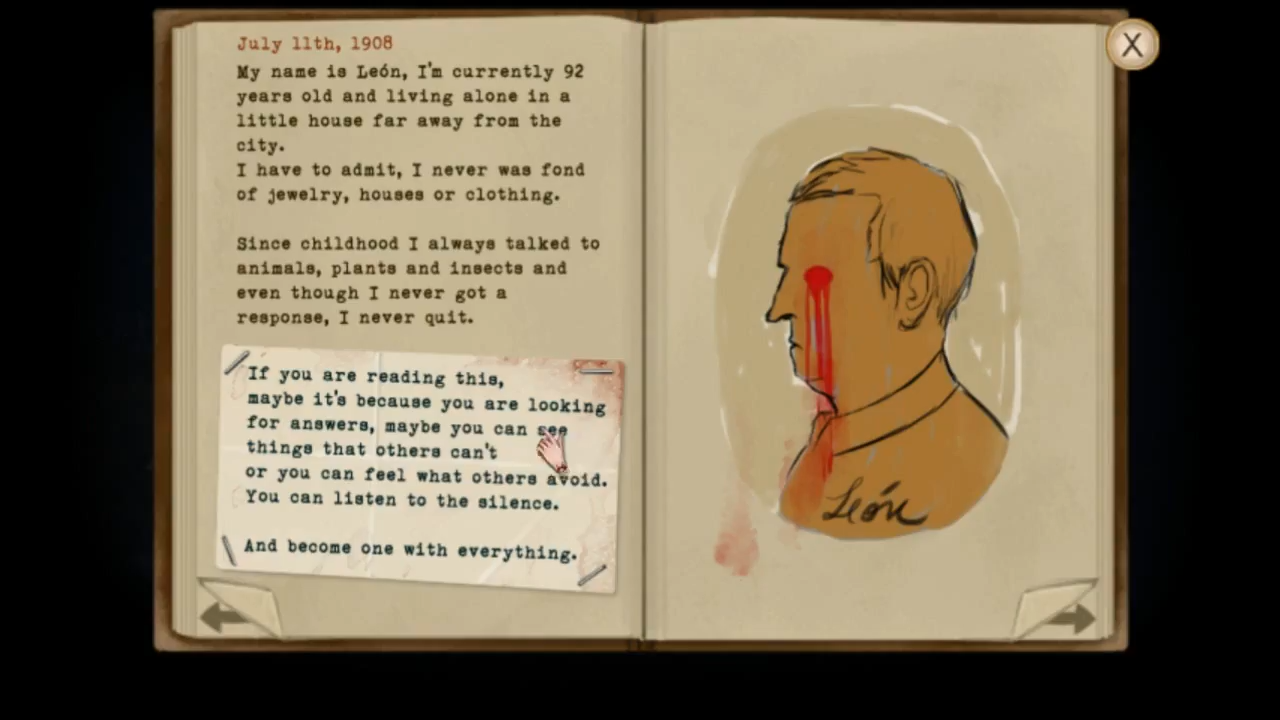 July 11th, 1908
My name is León, I'm currently 92
years old and living alone in a
little house far away from the
city.
I have to admit, I never was fond
of jewelry, houses or clothing.
Since childhood I always talked to
animals, plants and insects and
even though I never got a
response, I never quit.
If you are reading this,
maybe it's because you are looking
for answers, maybe you can see
things that others can't
or you can feel what others avoid.
You can listen to the silence.
And become one with everything.
León
X